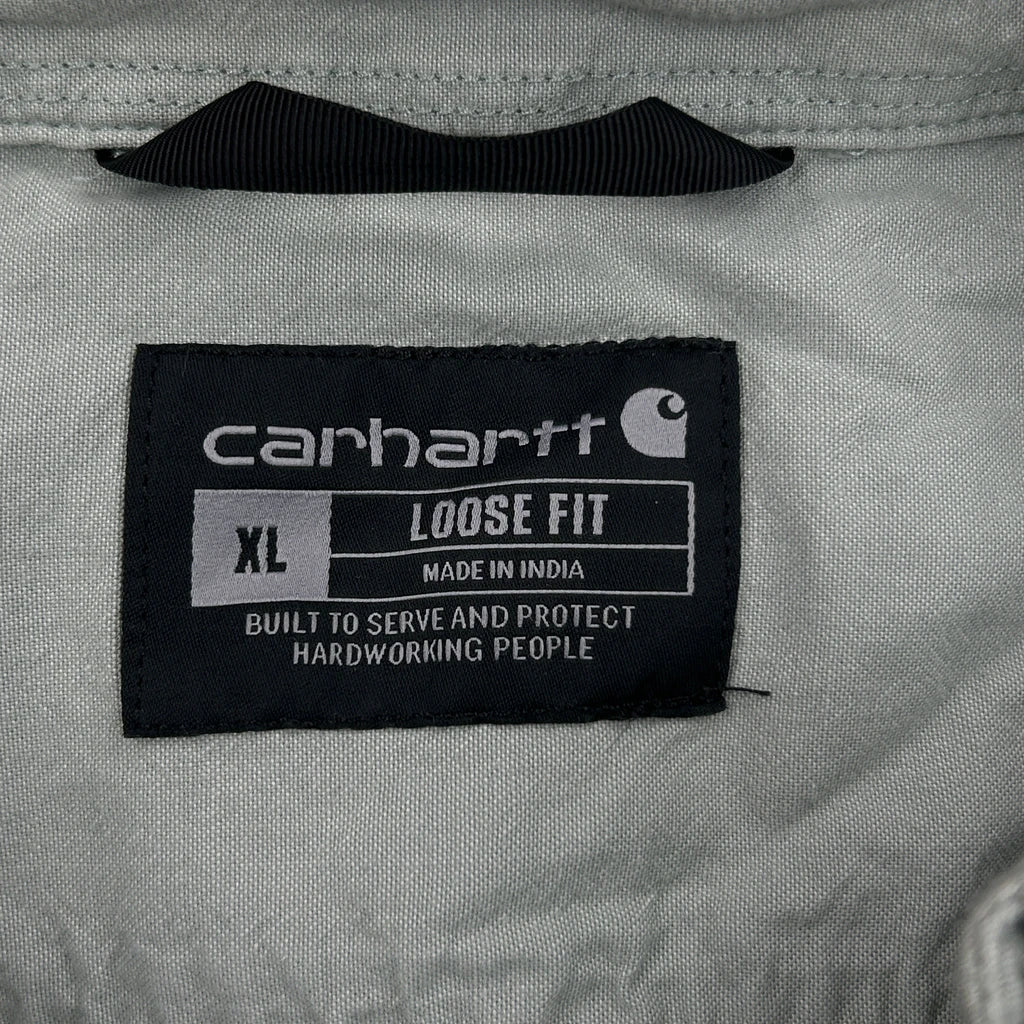 carhartt
XL
LOOSE FIT
MADE IN INDIA
BUILT TO SERVE AND PROTECT
HARDWORKING PEOPLE